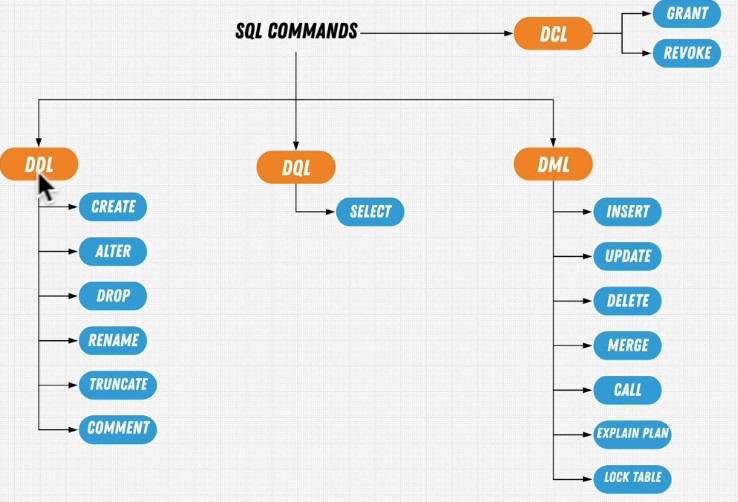 SQL COMMANDS
DCL
GRANT
REVOKE
DDL
CREATE
ALTER
DROP
RENAME
TRUNCATE
COMMENT
DQL
SELECT
DML
INSERT
UPDATE
DELETE
MERGE
CALL
EXPLAIN PLAN
LOCK TABLE